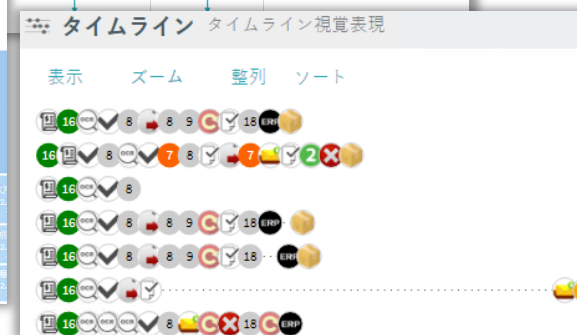 タイムライン タイムライン視覚表現
表示 ズーム 整列 ソート
16 OCR 8 8 9 C 18 ERP
16 8 OCR 7 8 7 2
16 OCR 8
16 OCR 8 8 9 C 18 ERP
16 OCR 8 8 9 C 18 ERP
16 OCR
16 OCR OCR OCR 8 C 18 C ERP